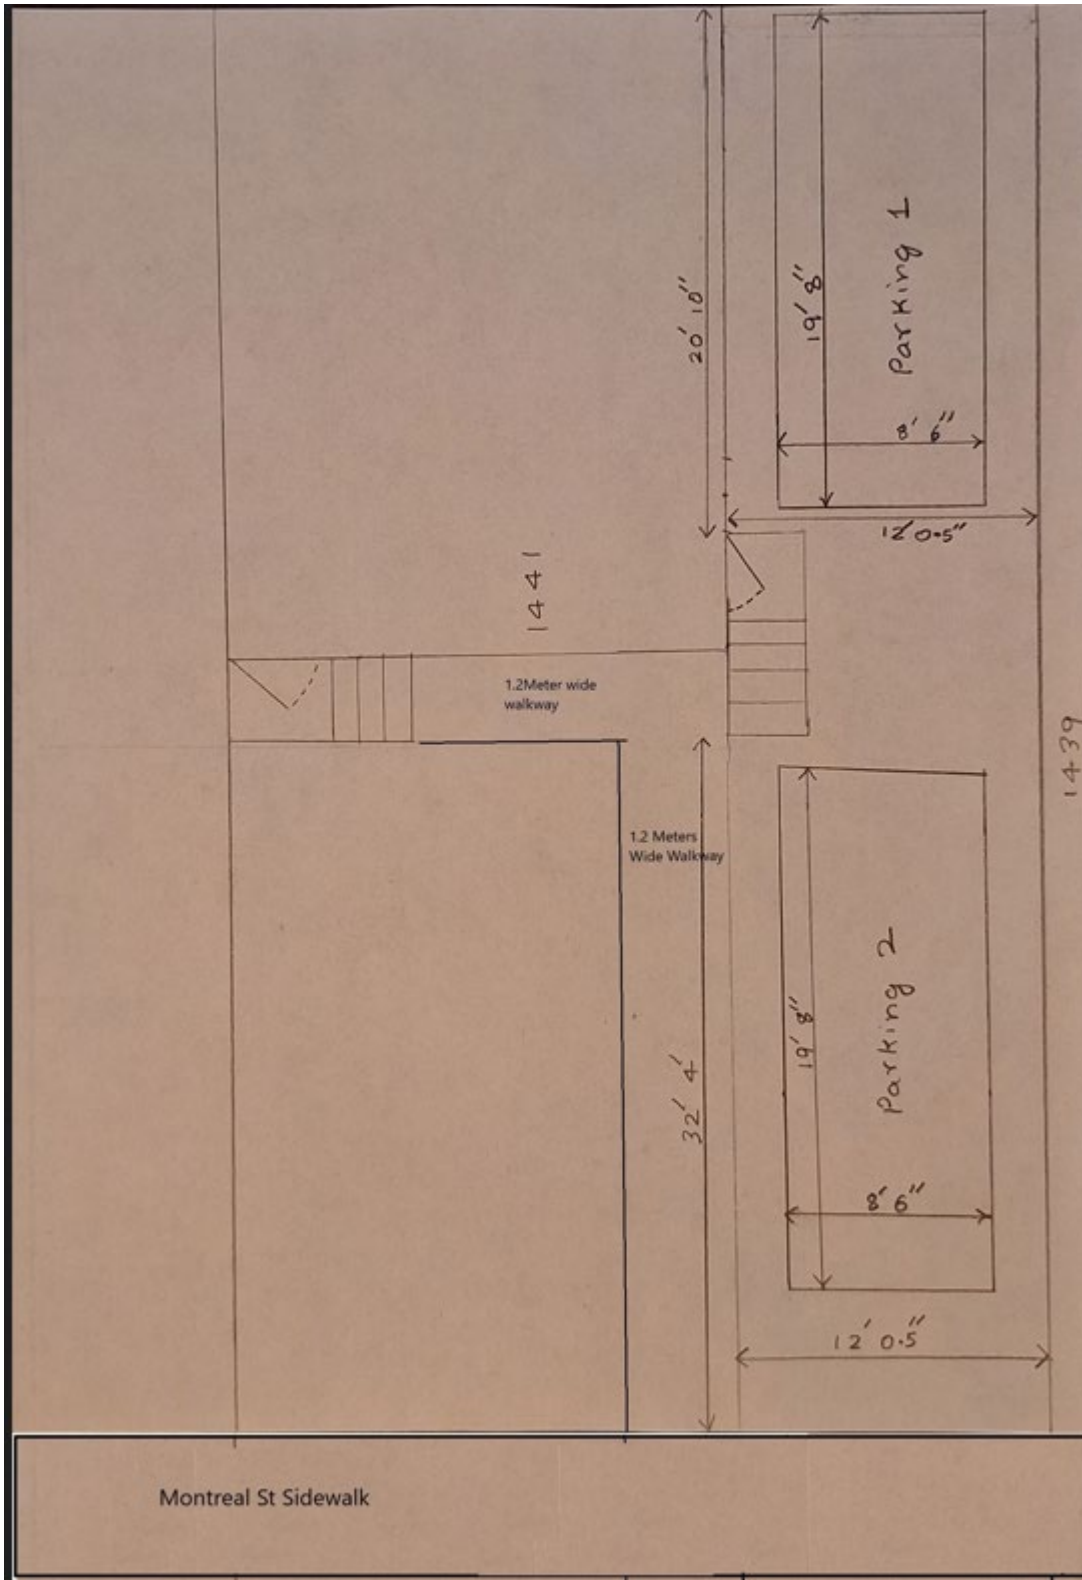 20' 10"
19' 8"
Parking 1
8' 6"
12' 0.5"
1441
1.2Meter wide
walkway
1439
1.2 Meters
Wide Walkway
32' 4'
19' 8"
Parking 2
8' 6"
12' 0.5"
Montreal St Sidewalk